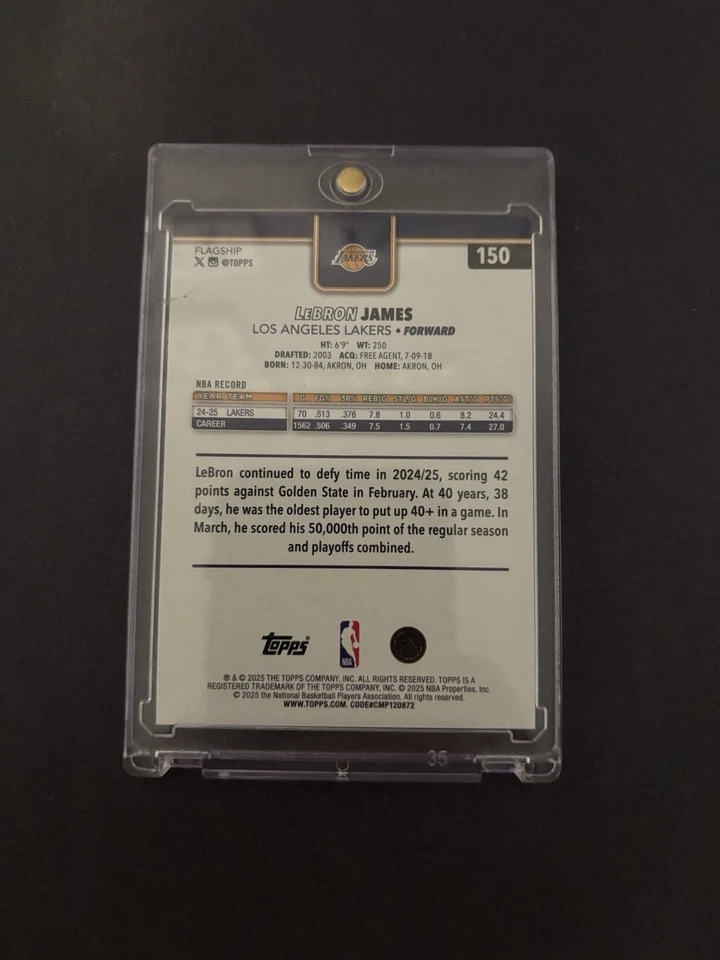 FLAGSHIP
X @TOPPS
LAKERS
150
LeBRON JAMES
LOS ANGELES LAKERS • FORWARD
HT: 6'9" WT: 250
DRAFTED: 2003 ACQ: FREE AGENT, 7-09-18
BORN: 12-30-84, AKRON, OH HOME: AKRON, OH
NBA RECORD
YEAR TEAM G FG% 3P% REB/G STL/G BLK/G AST/G PTS/G
24-25 LAKERS 70 .513 .376 7.8 1.0 0.6 8.2 24.4
CAREER 1562 .506 .349 7.5 1.5 0.7 7.4 27.0
LeBron continued to defy time in 2024/25, scoring 42
points against Golden State in February. At 40 years, 38
days, he was the oldest player to put up 40+ in a game. In
March, he scored his 50,000th point of the regular season
and playoffs combined.
Topps®
NBA
® & © 2025 THE TOPPS COMPANY, INC. ALL RIGHTS RESERVED. TOPPS IS A
REGISTERED TRADEMARK OF THE TOPPS COMPANY, INC. © 2025 NBA Properties, Inc.
© 2025 the National Basketball Players Association. All rights reserved.
WWW.TOPPS.COM. CODE#CMP120872
35